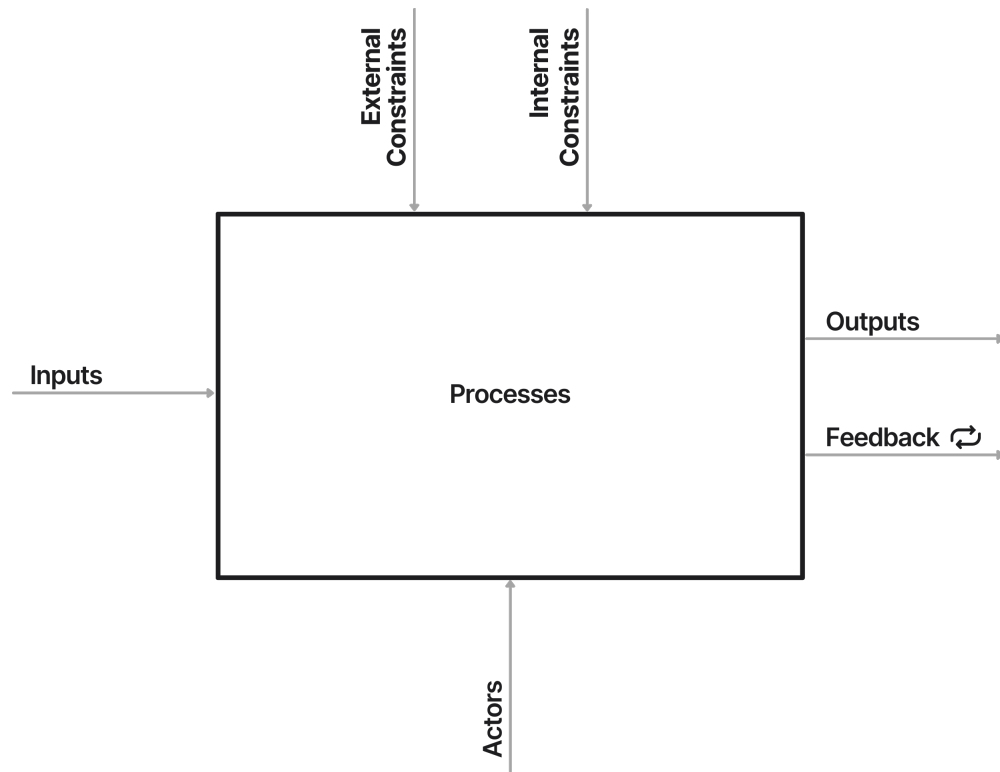 External
Constraints
Internal
Constraints
Outputs
Inputs
Processes
Feedback
Actors